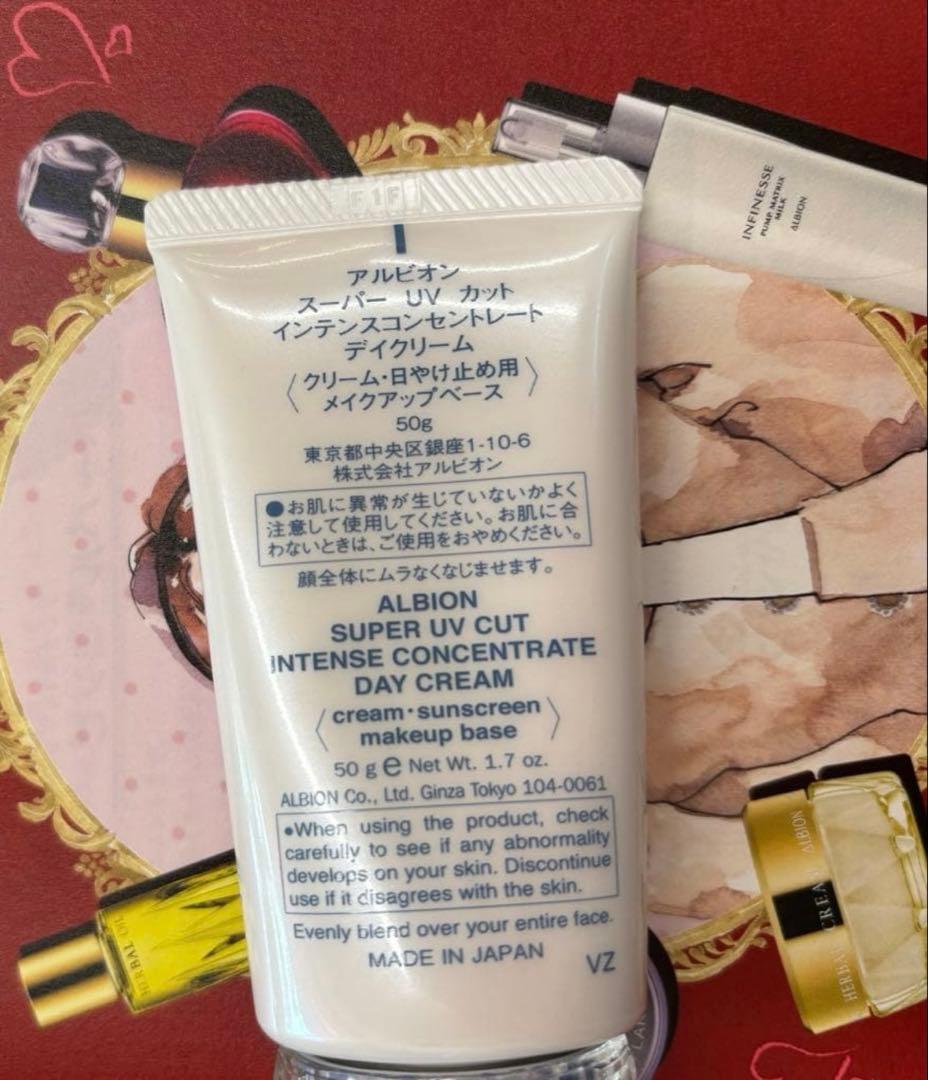 F1F
アルビオン
スーパー UV カット
インテンスコンセントレート
デイクリーム
〈クリーム・日やけ止め用
メイクアップベース〉
50g
東京都中央区銀座1-10-6
株式会社アルビオン
●お肌に異常が生じていないかよく
注意して使用してください。お肌に合
わないときは、ご使用をおやめください。
顔全体にムラなくなじませます。
ALBION
SUPER UV CUT
INTENSE CONCENTRATE
DAY CREAM
〈cream・sunscreen
makeup base〉
50 g e Net Wt. 1.7 oz.
ALBION Co., Ltd. Ginza Tokyo 104-0061
•When using the product, check
carefully to see if any abnormality
develops on your skin. Discontinue
use if it disagrees with the skin.
Evenly blend over your entire face.
MADE IN JAPAN
VZ
INFINESSE
PUMP MATRIX
MILK
ALBION
HERBAL OIL
ALBION